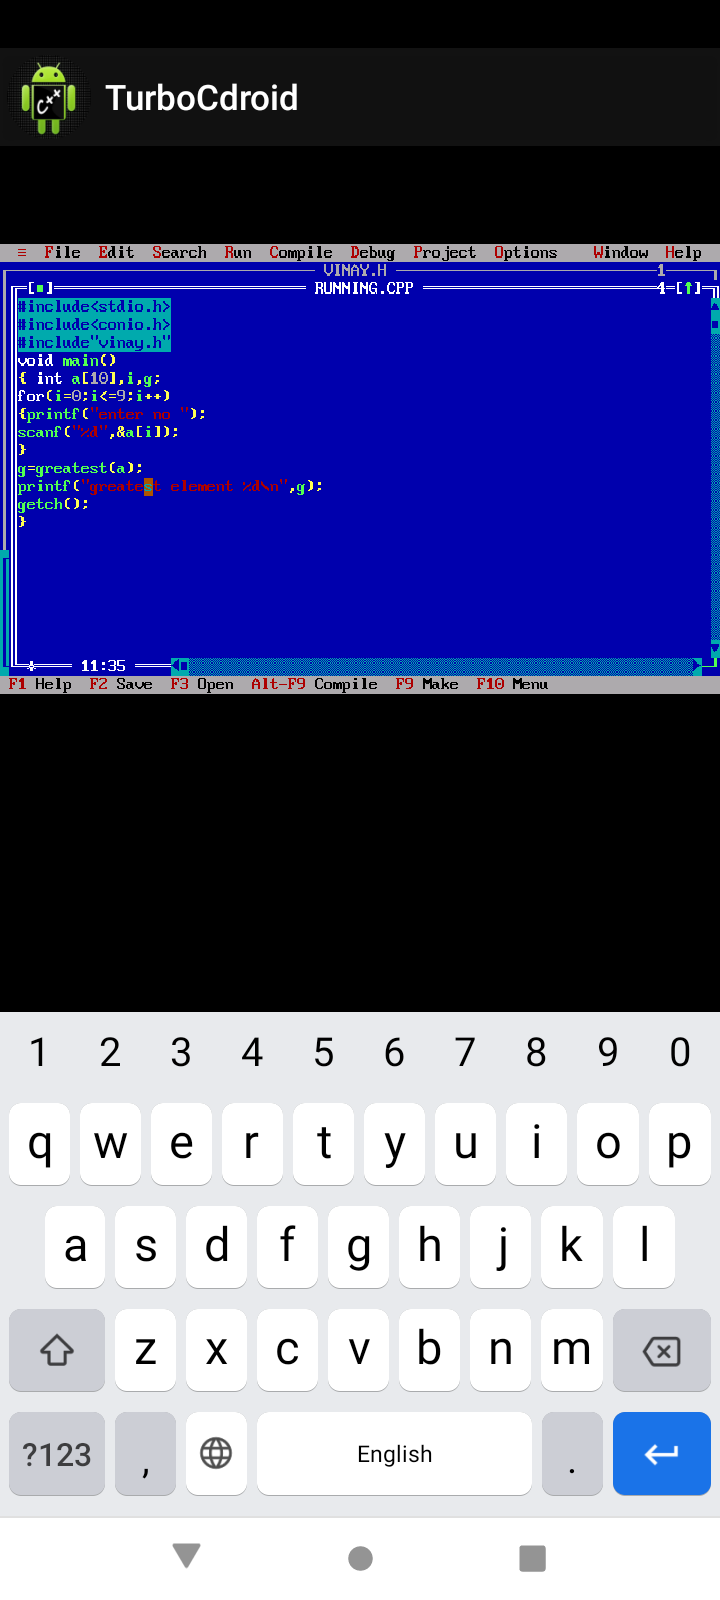 C++
TurboCdroid
≡ File Edit Search Run Compile Debug Project Options Window Help
VINAY.H 1
[■] RUNNING.CPP 4=[↑]
#include<stdio.h>
#include<conio.h>
#include"vinay.h"
void main()
{ int a[10],i,g;
for(i=0;i<=9;i++)
{printf("enter no ");
scanf("%d",&a[i]);
}
g=greatest(a);
printf("greatest element %d\n",g);
getch();
}
* 11:35
F1 Help F2 Save F3 Open Alt-F9 Compile F9 Make F10 Menu
1 2 3 4 5 6 7 8 9 0
q w e r t y u i o p
a s d f g h j k l
z x c v b n m
?123 , English .